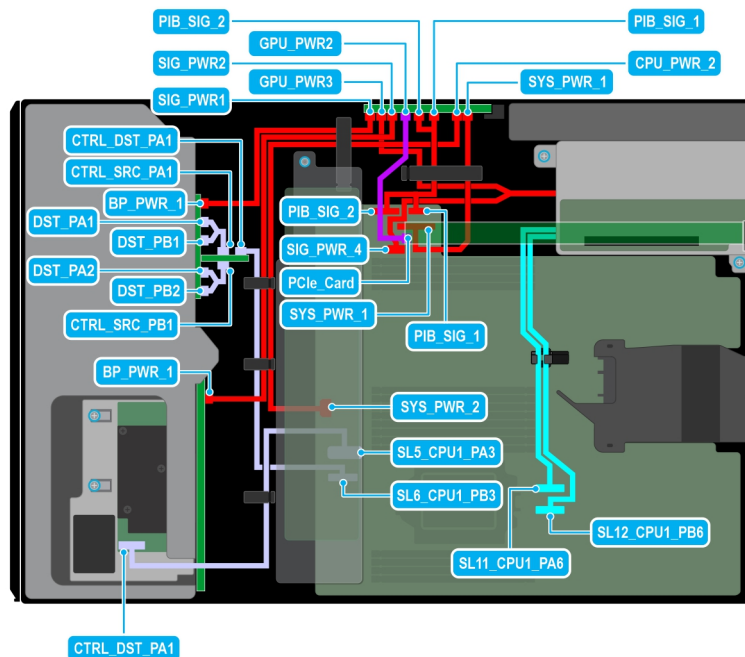 PIB_SIG_2
PIB_SIG_1
GPU_PWR2
SIG_PWR2
CPU_PWR_2
GPU_PWR3
SYS_PWR_1
SIG_PWR1
CTRL_DST_PA1
CTRL_SRC_PA1
BP_PWR_1
DST_PA1
PIB_SIG_2
DST_PB1
SIG_PWR_4
DST_PA2
PCIe_Card
DST_PB2
SYS_PWR_1
CTRL_SRC_PB1
PIB_SIG_1
BP_PWR_1
SYS_PWR_2
SL5_CPU1_PA3
SL6_CPU1_PB3
SL12_CPU1_PB6
SL11_CPU1_PA6
CTRL_DST_PA1